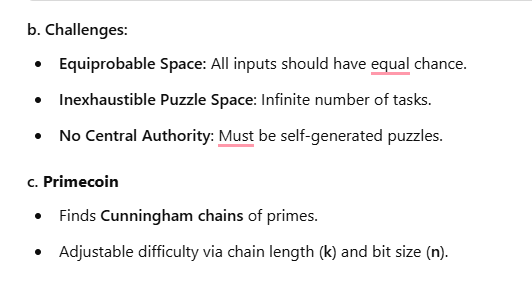 b. Challenges:
• Equiprobable Space: All inputs should have equal chance.
• Inexhaustible Puzzle Space: Infinite number of tasks.
• No Central Authority: Must be self-generated puzzles.
c. Primecoin
• Finds Cunningham chains of primes.
• Adjustable difficulty via chain length (k) and bit size (n).